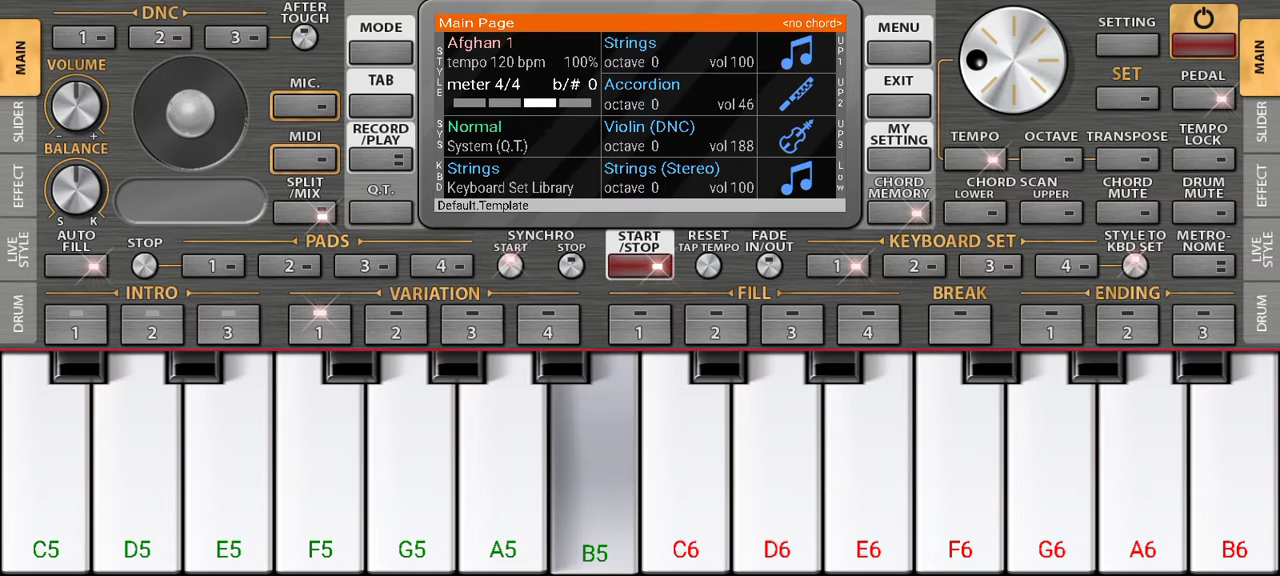 DNC
1
2
3
AFTER
TOUCH
MAIN
VOLUME
- +
BALANCE
S K
MIC.
MIDI
SPLIT
/MIX
MODE
TAB
RECORD
/PLAY
Q.T.
Main Page <no chord>
STYLE
Afghan 1
tempo 120 bpm 100%
meter 4/4 b/# 0
SYS
Normal
System (Q.T.)
KBD
Strings
Keyboard Set Library
Strings
octave 0 vol 100
UP1
Accordion
octave 0 vol 46
UP2
Violin (DNC)
octave 0 vol 188
UP3
Strings (Stereo)
octave 0 vol 100
Low
Default.Template
MENU
EXIT
MY
SETTING
CHORD
MEMORY
SETTING
SET
PEDAL
TEMPO
OCTAVE
TRANSPOSE
TEMPO
LOCK
CHORD SCAN
LOWER UPPER
CHORD
MUTE
DRUM
MUTE
MAIN
SLIDER
EFFECT
LIVE
STYLE
DRUM
SLIDER
EFFECT
LIVE
STYLE
DRUM
AUTO
FILL
STOP
PADS
1
2
3
4
SYNCHRO
START STOP
START
/STOP
RESET
TAP TEMPO
FADE
IN/OUT
KEYBOARD SET
1
2
3
4
STYLE TO
KBD SET
METRO-
NOME
INTRO
1
2
3
VARIATION
1
2
3
4
FILL
1
2
3
4
BREAK
ENDING
1
2
3
C5 D5 E5 F5 G5 A5 B5 C6 D6 E6 F6 G6 A6 B6